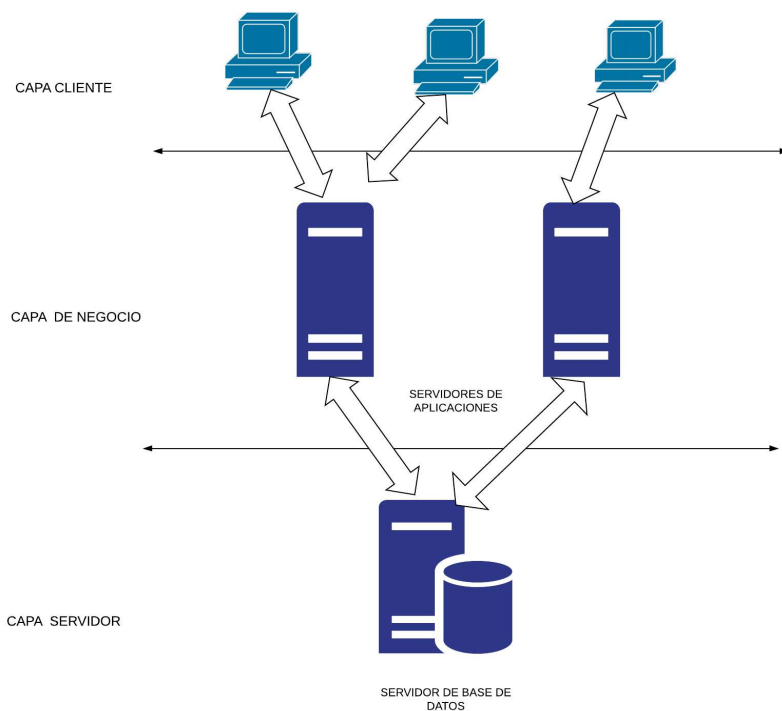 CAPA CLIENTE
CAPA DE NEGOCIO
SERVIDORES DE
APLICACIONES
CAPA SERVIDOR
SERVIDOR DE BASE DE
DATOS